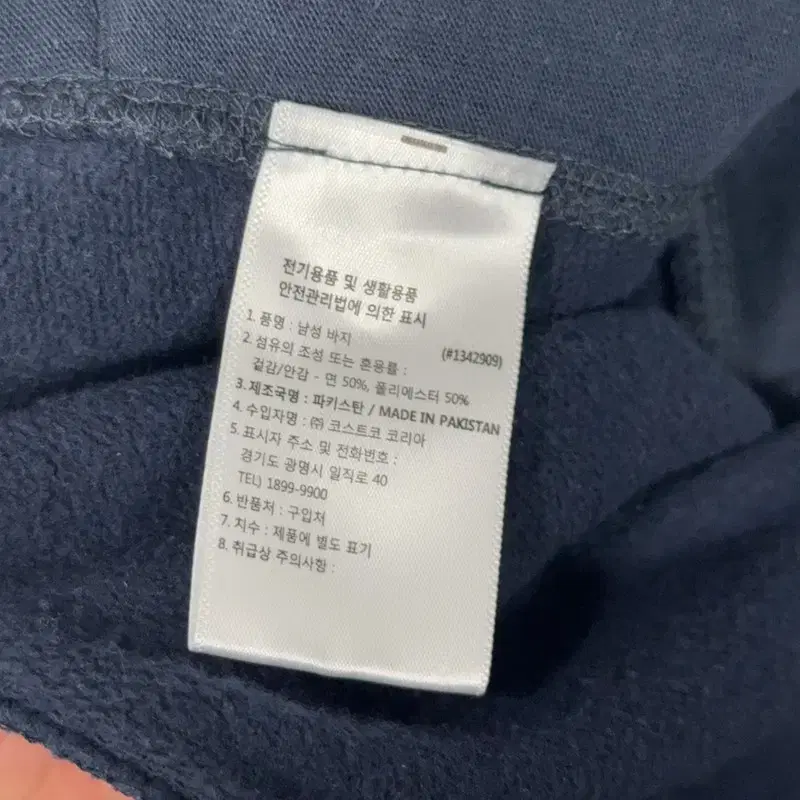 전기용품 및 생활용품
안전관리법에 의한 표시
1. 품명 : 남성 바지 (#1342909)
2. 섬유의 조성 또는 혼용률 :
겉감/안감 - 면 50%, 폴리에스터 50%
3. 제조국명 : 파키스탄 / MADE IN PAKISTAN
4. 수입자명 : ㈜ 코스트코 코리아
5. 표시자 주소 및 전화번호 :
경기도 광명시 일직로 40
TEL) 1899-9900
6. 반품처 : 구입처
7. 치수 : 제품에 별도 표기
8. 취급상 주의사항 :